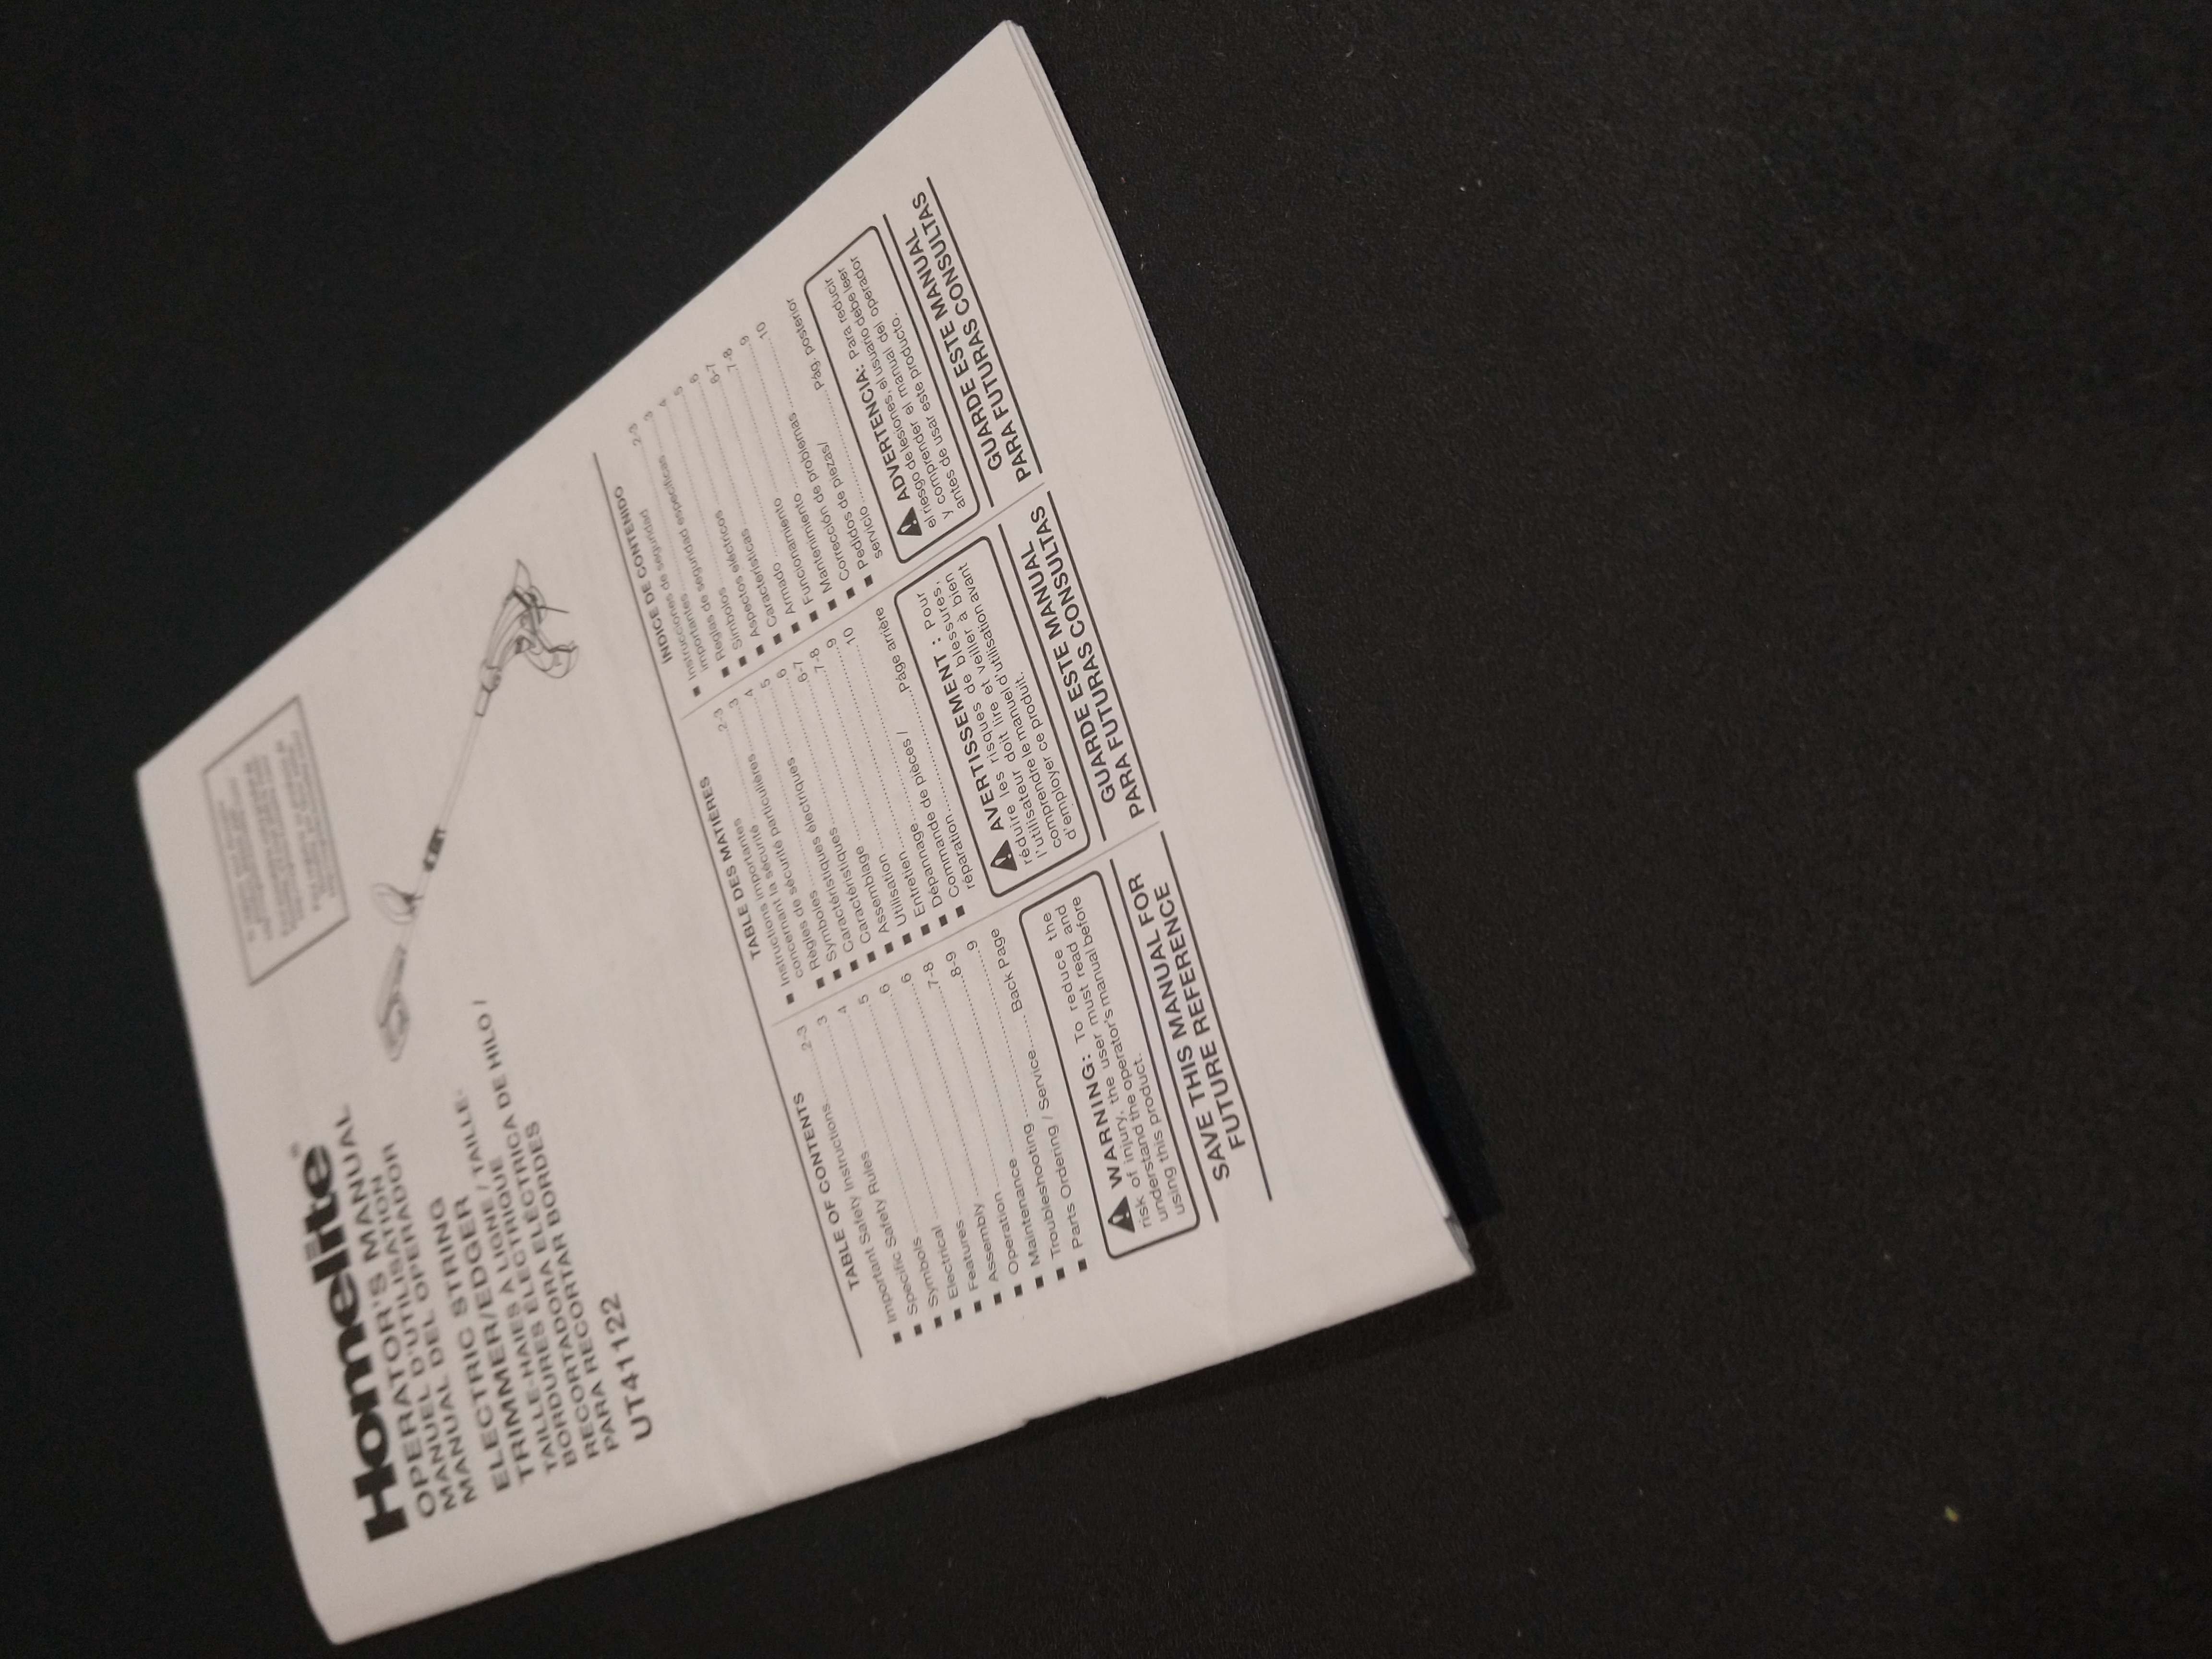 Homelite®
OPERATOR'S MANUAL
MANUEL D'UTILISATION
MANUAL DEL OPERADOR
ELECTRIC STRING
TRIMMER/EDGER
TAILLE-HAIES À LIGNE / TAILLE-
BORDURES ÉLECTRIQUE
RECORTADORA ELÉCTRICA DE HILO /
PARA RECORTAR BORDES
UT41122
TABLE OF CONTENTS
■ Important Safety Instructions............2-3
■ Specific Safety Rules..................3
■ Symbols..................4
■ Electrical..................5
■ Features..................6
■ Assembly..................6
■ Operation..................7-8
■ Maintenance..................8-9
■ Troubleshooting..................9
■ Parts Ordering / Service....... Back Page
WARNING: To reduce the
risk of injury, the user must read and
understand the operator's manual before
using this product.
SAVE THIS MANUAL FOR
FUTURE REFERENCE
TABLE DES MATIÈRES
■ Instructions importantes
concernant la sécurité..................2-3
■ Règles de sécurité particulières............3
■ Symboles..................4
■ Caractéristiques électriques............5
■ Caractéristiques..................6
■ Assemblage..................6-7
■ Utilisation..................7-8
■ Entretien..................9
■ Dépannage..................10
■ Commande de pièces /
réparation..................Páge arrière
AVERTISSEMENT : Pour
réduire les risques de blessures,
l'utilisateur doit lire et veiller à bien
comprendre le manuel d'utilisation avant
d'employer ce produit.
GUARDE ESTE MANUAL
PARA FUTURAS CONSULTAS
ÍNDICE DE CONTENIDO
■ Instrucciones de seguridad
importantes..................2-3
■ Reglas de seguridad específicas..........3
■ Símbolos..................4
■ Aspectos eléctricos..................5
■ Características..................6
■ Armado..................6-7
■ Funcionamiento..................7-8
■ Mantenimiento..................9
■ Corrección de problemas............10
■ Pedidos de piezas/
servicio..................Pág. posterior
ADVERTENCIA: Para reducir
el riesgo de lesiones, el usuario debe leer
y comprender el manual del operador
antes de usar este producto.
GUARDE ESTE MANUAL
PARA FUTURAS CONSULTAS